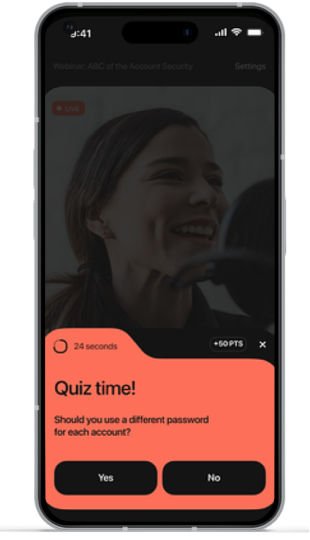 9:41
Webinar: ABC of the Account Security
Settings
LIVE
24 seconds
+50 PTS
Quiz time!
Should you use a different password
for each account?
Yes
No